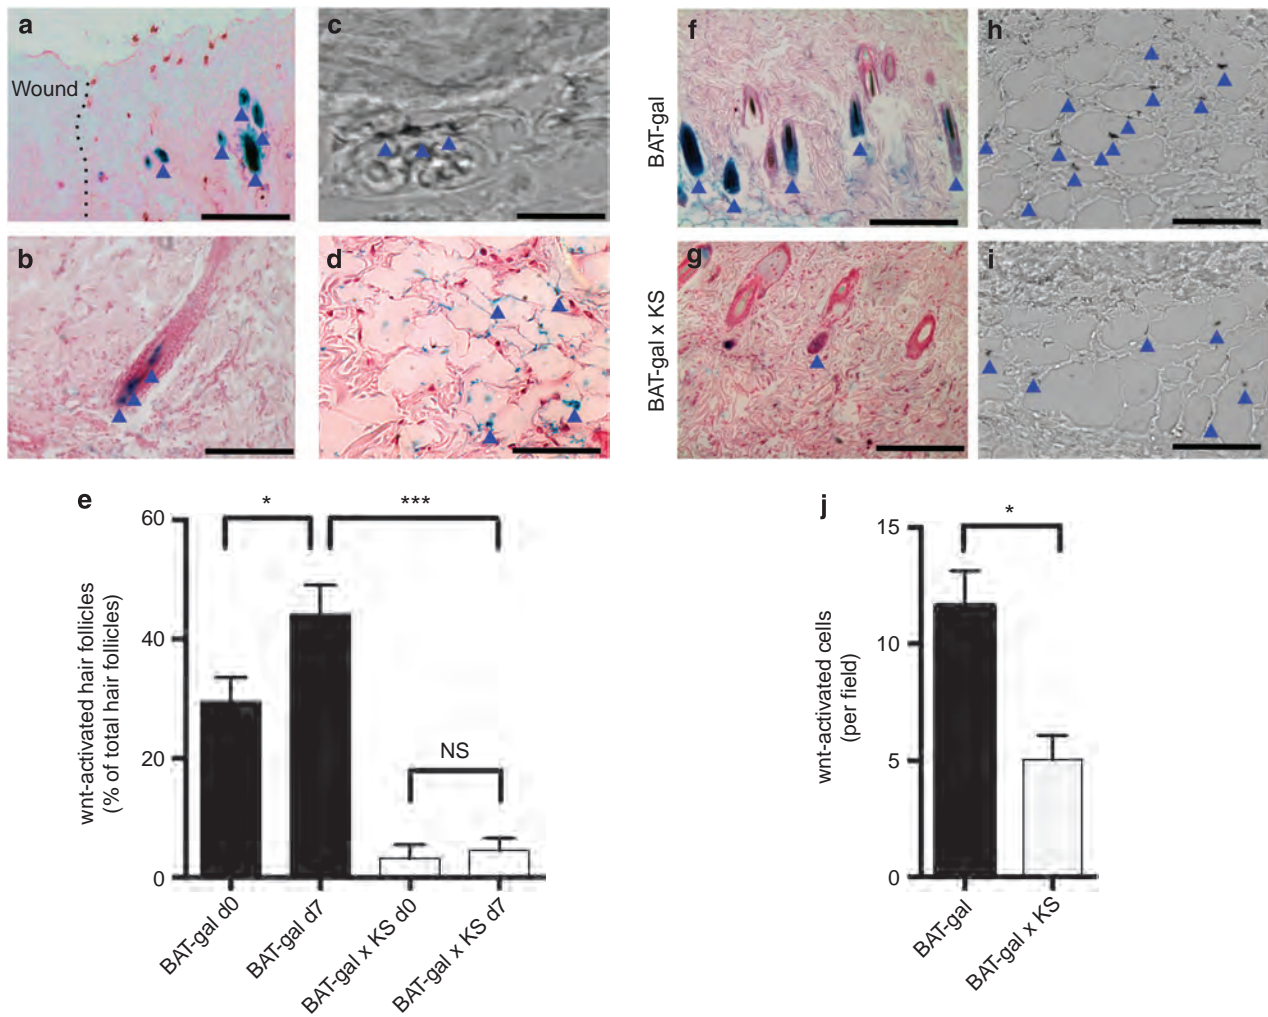 a
Wound
c
b
d
f
BAT-gal
h
g
BAT-gal x KS
i
e
wnt-activated hair follicles
(% of total hair follicles)
60
40
20
0
*
***
NS
BAT-gal d0
BAT-gal d7
BAT-gal x KS d0
BAT-gal x KS d7
j
wnt-activated cells
(per field)
15
10
5
0
*
BAT-gal
BAT-gal x KS